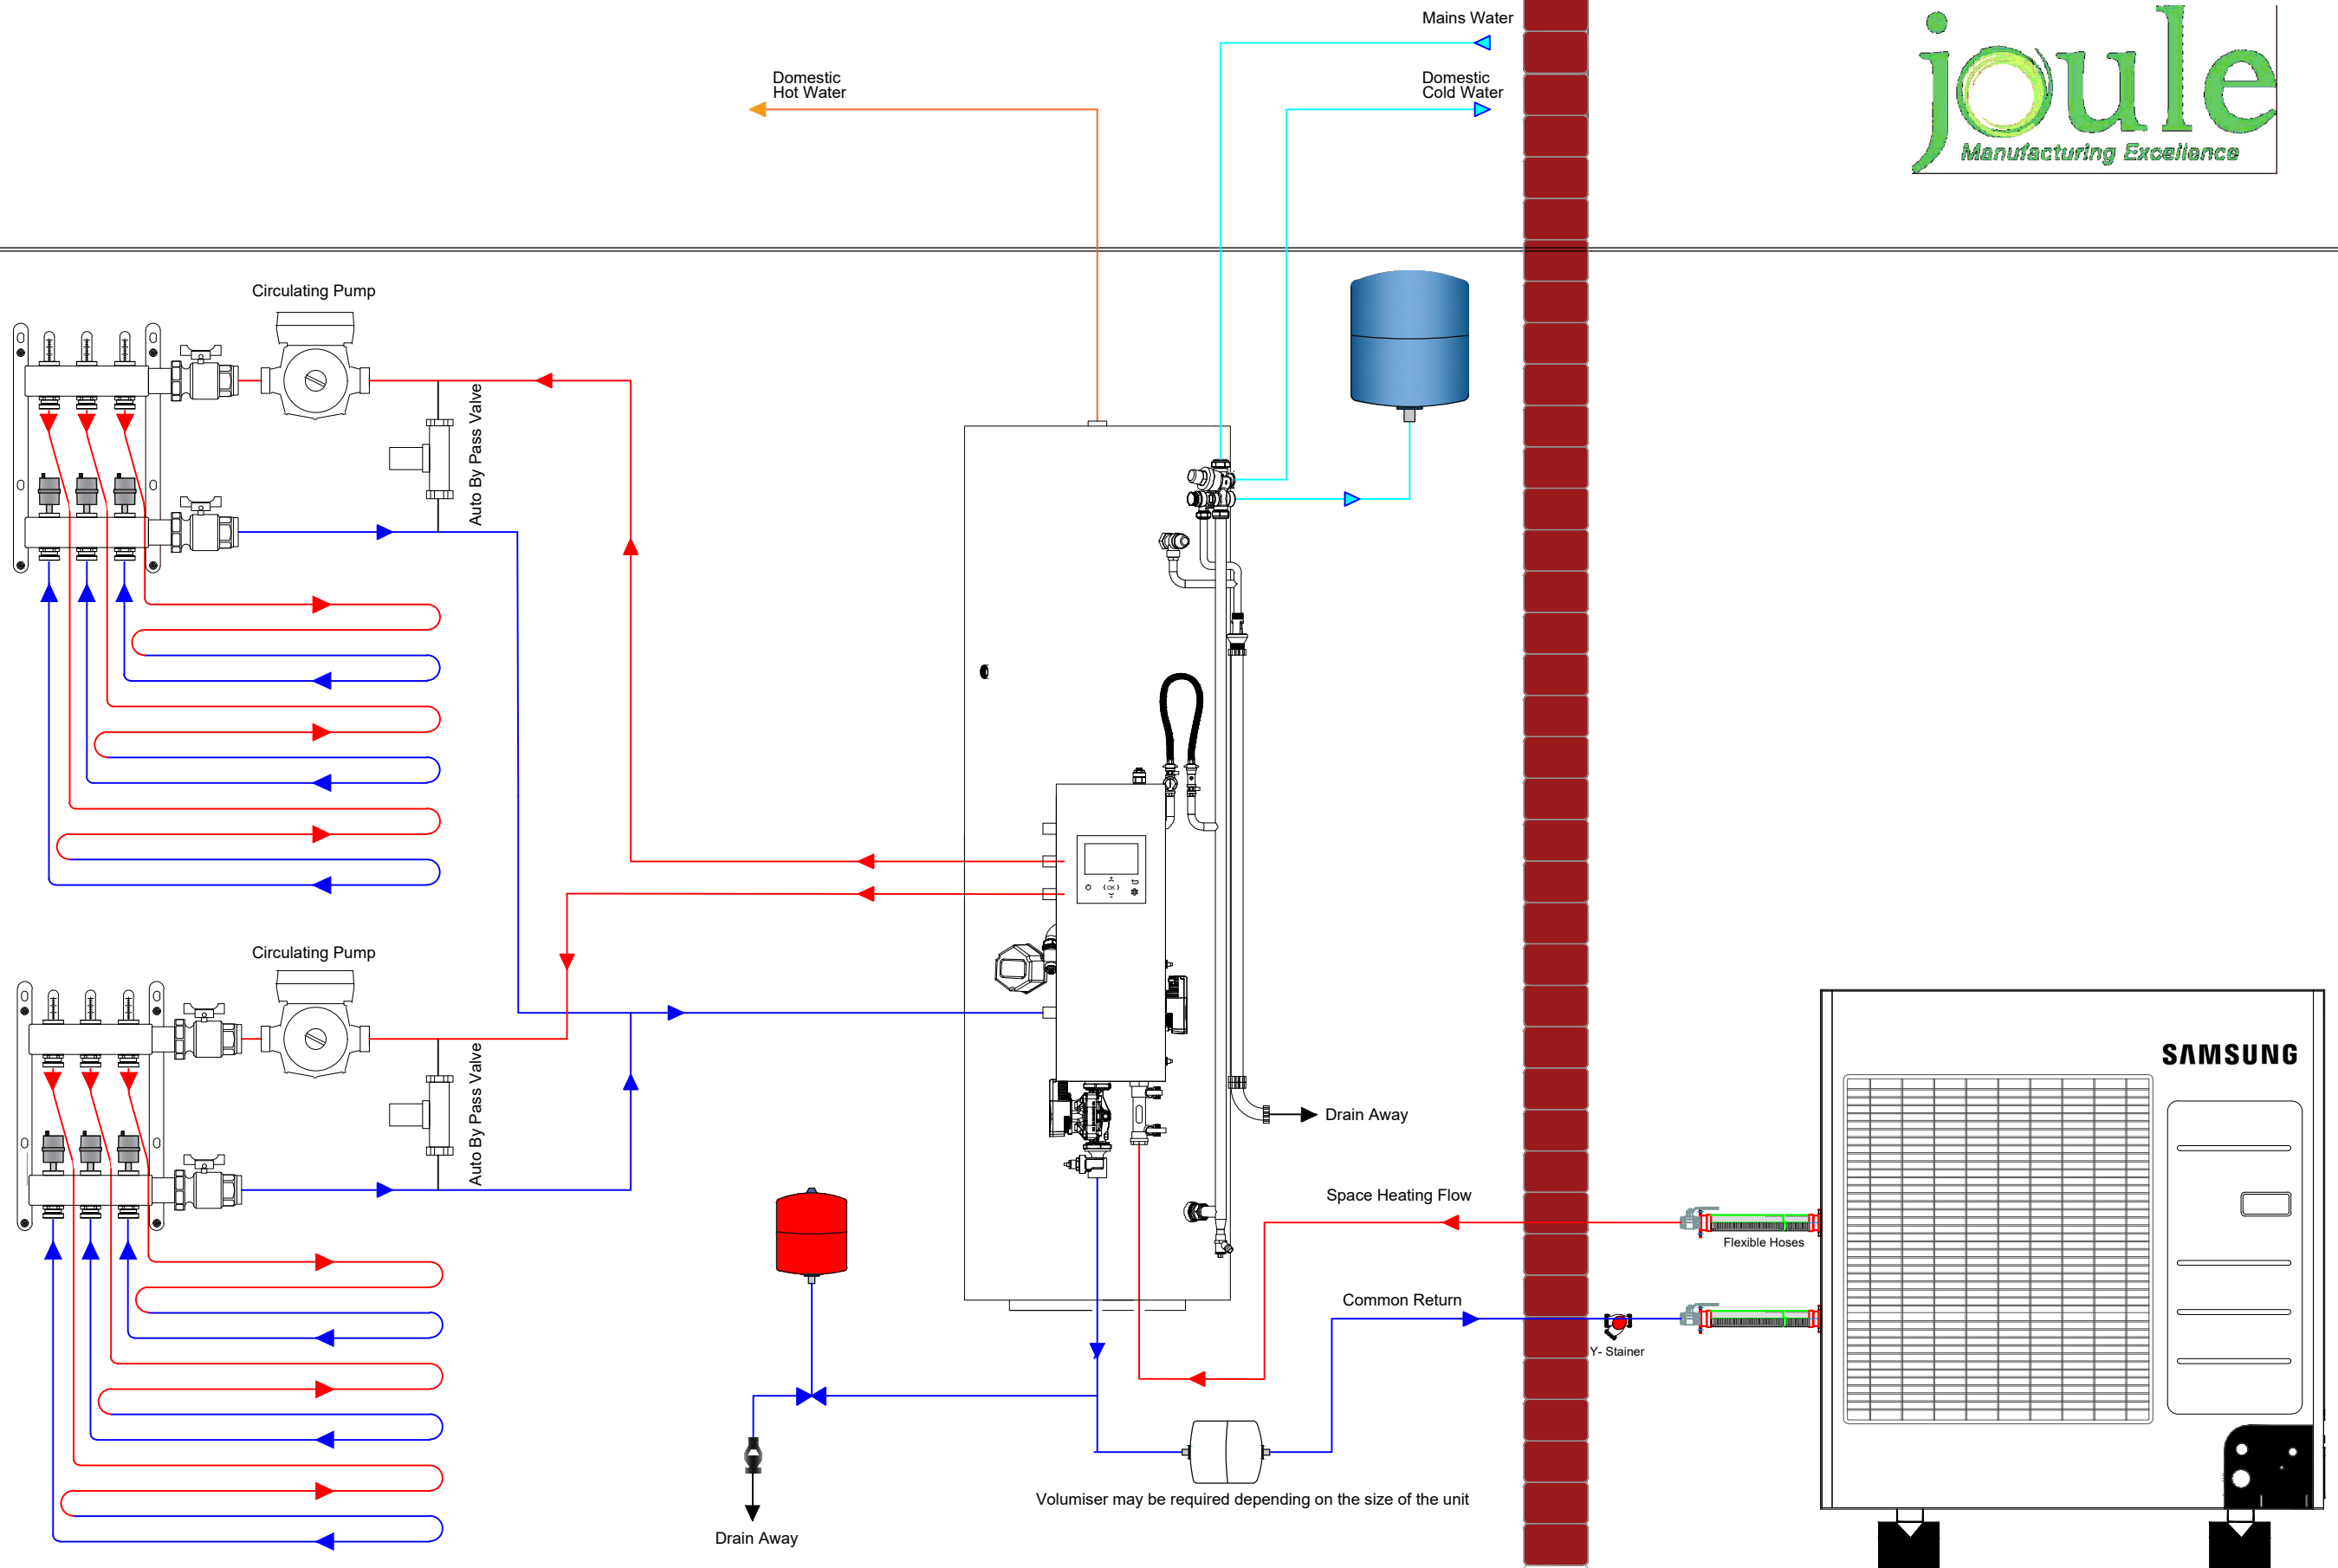 Mains Water
joule
Manufacturing Excellence
Domestic
Hot Water
Domestic
Cold Water
Circulating Pump
Auto By Pass Valve
OK
Circulating Pump
Auto By Pass Valve
SAMSUNG
Drain Away
Space Heating Flow
Flexible Hoses
Common Return
Y- Stainer
Volumiser may be required depending on the size of the unit
Drain Away